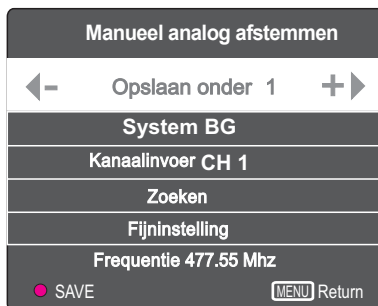 Manueel analog afstemmen
- Opslaan onder 1 +
System BG
Kanaalinvoer CH 1
Zoeken
Fijninstelling
Frequentie 477.55 Mhz
SAVE MENU Return